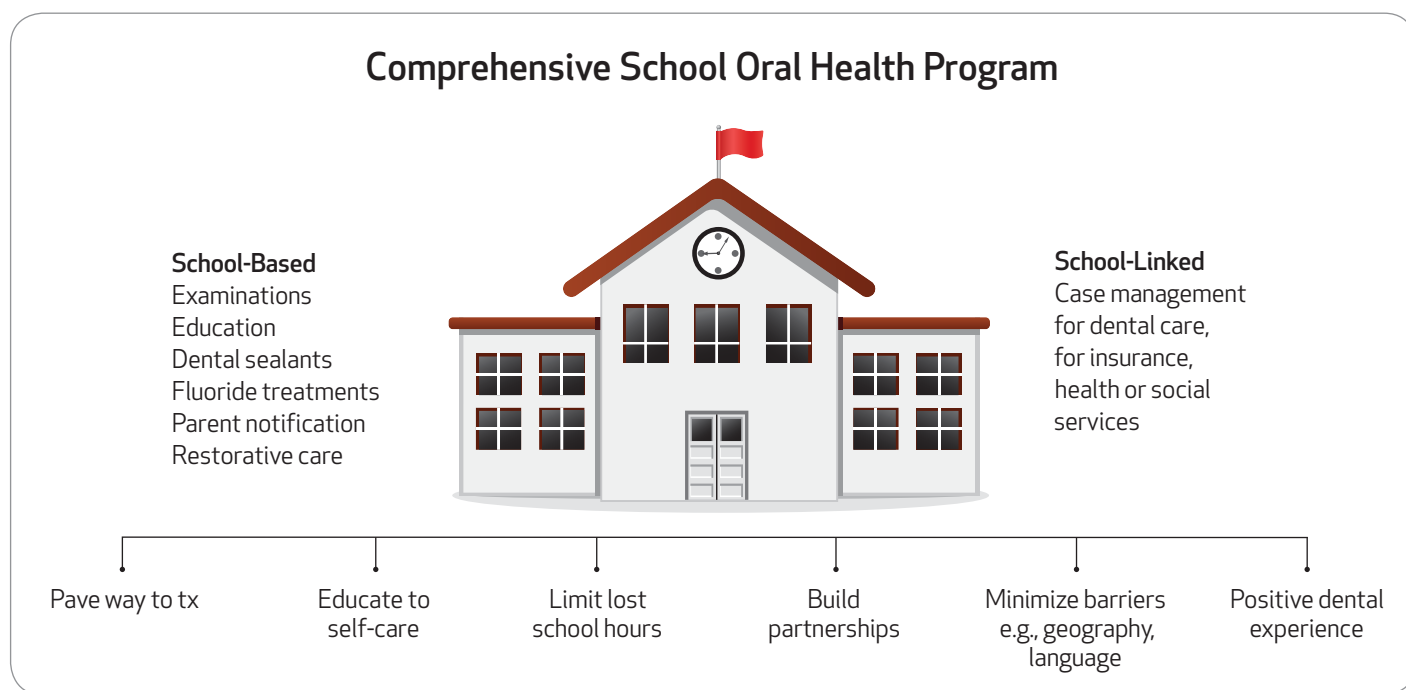 Comprehensive School Oral Health Program
School-Based
Examinations
Education
Dental sealants
Fluoride treatments
Parent notification
Restorative care
School-Linked
Case management
for dental care,
for insurance,
health or social
services
Pave way to tx
Educate to
self-care
Limit lost
school hours
Build
partnerships
Minimize barriers
e.g., geography,
language
Positive dental
experience